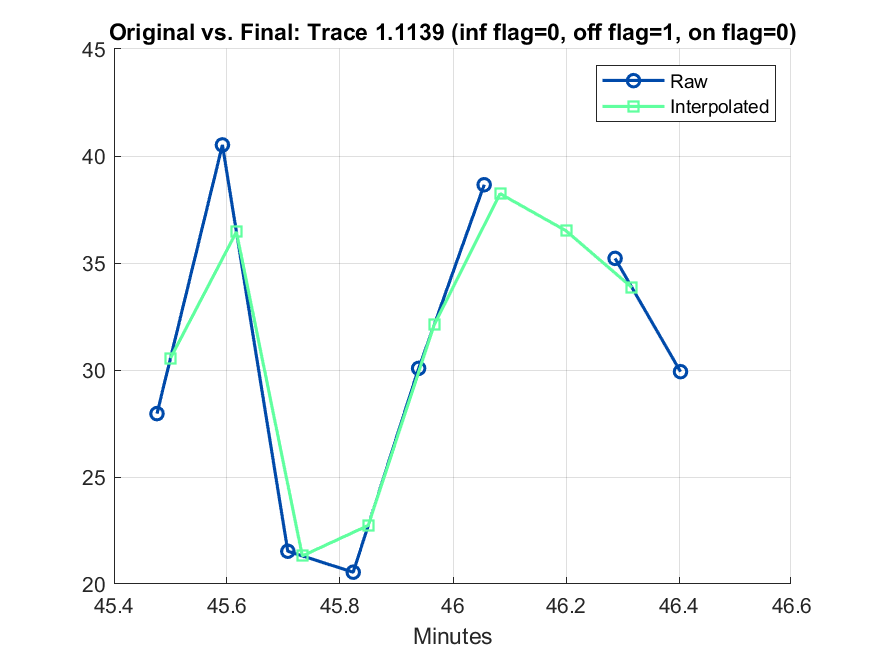 Original vs. Final: Trace 1.1139 (inf flag=0, off flag=1, on flag=0)
45
Raw
Interpolated
40
35
30
25
20
45.4 45.6 45.8 46 46.2 46.4 46.6
Minutes